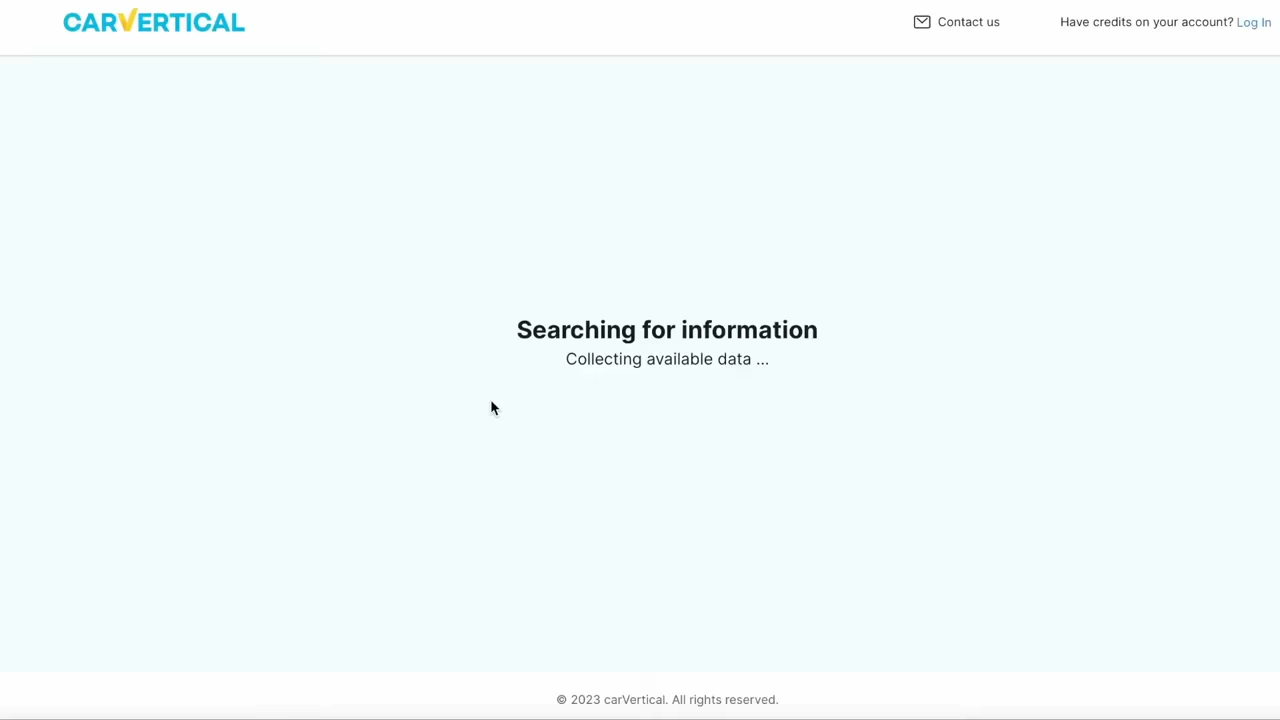 CARVERTICAL
Contact us
Have credits on your account? Log In
Searching for information
Collecting available data ...
© 2023 carVertical. All rights reserved.